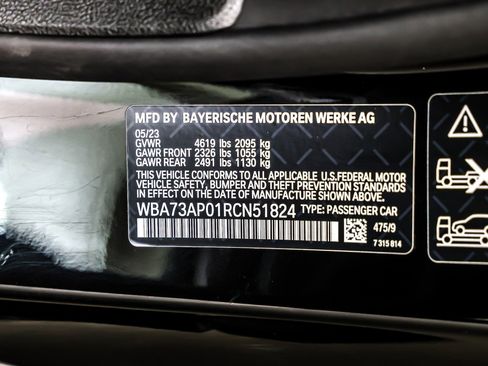 MFD BY BAYERISCHE MOTOREN WERKE AG
05/23
GVWR 4619 lbs 2095 kg
GAWR FRONT 2326 lbs 1055 kg
GAWR REAR 2491 lbs 1130 kg
THIS VEHICLE CONFORMS TO ALL APPLICABLE U.S.FEDERAL MOTOR
VEHICLE SAFETY, BUMPER AND THEFT PREVENTION STANDARDS
IN EFFECT ON THE DATE OF MANUFACTURE SHOWN ABOVE.
WBA73AP01RCN51824 TYPE: PASSENGER CAR
475/9
7 315 814